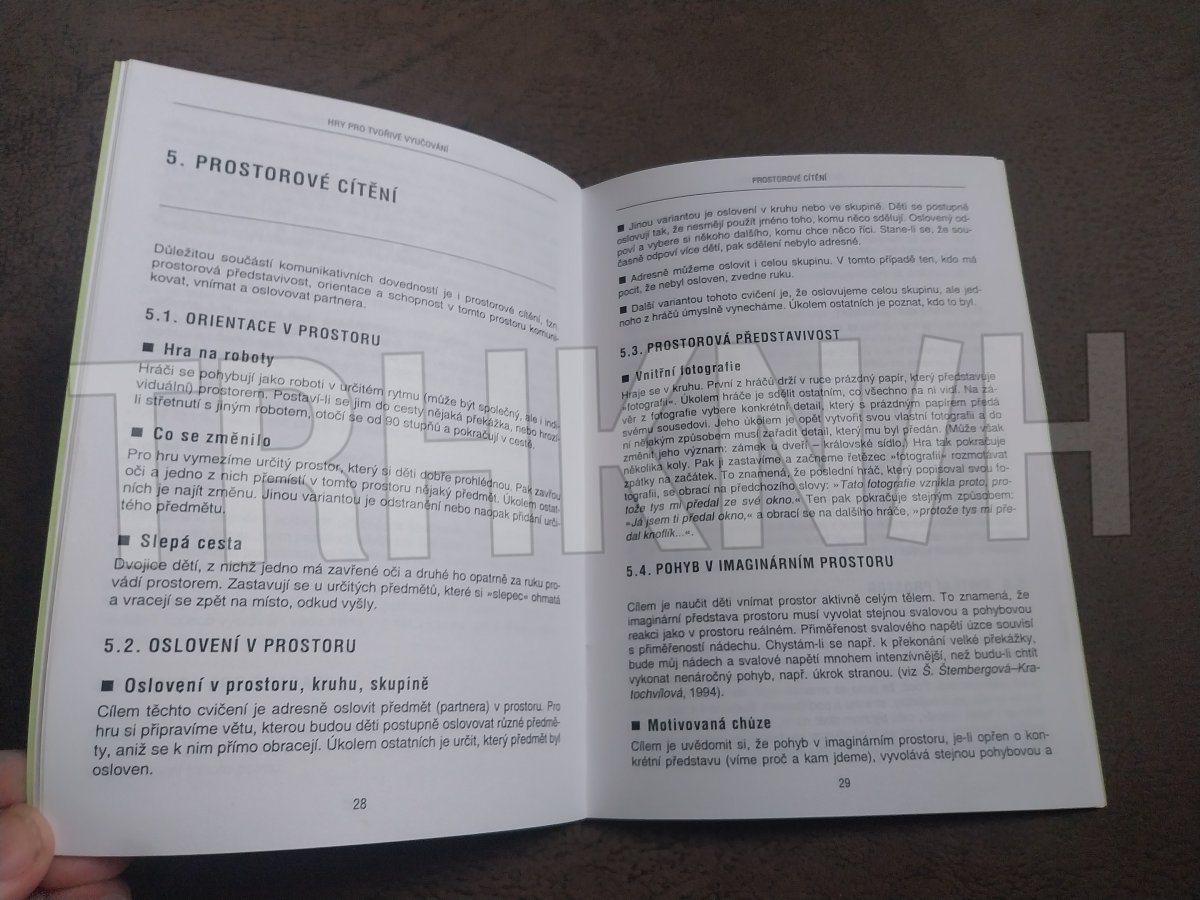 HRY PRO TVOŘIVÉ VYUČOVÁNÍ
5. PROSTOROVÉ CÍTĚNÍ
Důležitou součástí komunikativních dovedností je i prostorové cítění, tzn.
prostorová představivost, orientace a schopnost v tomto prostoru komuni-
kovat, vnímat a oslovovat partnera.
5.1. ORIENTACE V PROSTORU
■ Hra na roboty
Hráči se pohybují jako roboti v určitém rytmu (může být společný, ale i indi-
viduální) prostorem. Postaví-li se jim do cesty nějaká překážka, nebo hrozí-
li střetnutí s jiným robotem, otočí se od 90 stupňů a pokračují v cestě.
■ Co se změnilo
Pro hru vymezíme určitý prostor, který si děti dobře prohlédnou. Pak zavřou
oči a jedno z nich přemístí v tomto prostoru nějaký předmět. Úkolem ostat-
ních je najít změnu. Jinou variantou je odstranění nebo naopak přidání urči-
tého předmětu.
■ Slepá cesta
Dvojice dětí, z nichž jedno má zavřené oči a druhé ho opatrně za ruku pro-
vádí prostorem. Zastavují se u určitých předmětů, které si »slepec« ohmatá
a vracejí se zpět na místo, odkud vyšly.
5.2. OSLOVENÍ V PROSTORU
■ Oslovení v prostoru, kruhu, skupině
Cílem těchto cvičení je adresně oslovit předmět (partnera) v prostoru. Pro
hru si připravíme větu, kterou budou děti postupně oslovovat různé předmě-
ty, aniž se k nim přímo obracejí. Úkolem ostatních je určit, který předmět byl
osloven.
28
PROSTOROVÉ CÍTĚNÍ
■ Jinou variantou je oslovení v kruhu nebo ve skupině. Děti se postupně
oslovují tak, že nesmějí použít jméno toho, komu něco sdělují. Oslovený od-
poví a vybere si někoho dalšího, komu chce něco říci. Stane-li se, že sou-
časně odpoví více dětí, pak sdělení nebylo adresné.
■ Adresně můžeme oslovit i celou skupinu. V tomto případě ten, kdo má
pocit, že nebyl osloven, zvedne ruku.
■ Další variantou tohoto cvičení je, že oslovujeme celou skupinu, ale jed-
noho z hráčů úmyslně vynecháme. Úkolem ostatních je poznat, kdo to byl.
5.3. PROSTOROVÁ PŘEDSTAVIVOST
■ Vnitřní fotografie
Hraje se v kruhu. První z hráčů drží v ruce prázdný papír, který představuje
»fotografii«. Úkolem hráče je sdělit ostatním, co všechno na ní vidí. Na zá-
věr z fotografie vybere konkrétní detail, který s prázdným papírem předá
svému sousedovi. Jeho úkolem je opět vytvořit svou vlastní fotografii a do
ní nějakým způsobem musí zařadit detail, který mu byl předán. Může však
změnit jeho význam: zámek u dveří – královské sídlo. Hra tak pokračuje
několika koly. Pak ji zastavíme a začneme řetězec »fotografií« rozmotávat
zpátky na začátek. To znamená, že poslední hráč, který popisoval svou fo-
tografii, se obrací na předchozího slovy: »Tato fotografie vznikla proto, pro-
tože tys mi předal ze své okno.« Ten pak pokračuje stejným způsobem:
»Já jsem ti předal okno,« a obrací se na dalšího hráče, »protože tys mi pře-
dal knoflík...«.
5.4. POHYB V IMAGINÁRNÍM PROSTORU
Cílem je naučit děti vnímat prostor aktivně celým tělem. To znamená, že
imaginární představa prostoru musí vyvolat stejnou svalovou a pohybovou
reakci jako v prostoru reálném. Přiměřenost svalového napětí úzce souvisí
s přiměřeností nádechu. Chystám-li se např. k překonání velké překážky,
bude můj nádech a svalové napětí mnohem intenzívnější, než budu-li chtít
vykonat nenáročný pohyb, např. úkrok stranou. (viz Š. Štembergová–Kra-
tochvílová, 1994).
■ Motivovaná chůze
Cílem je uvědomit si, že pohyb v imaginárním prostoru, je-li opřen o kon-
krétní představu (víme proč a kam jdeme), vyvolává stejnou pohybovou a
29
TRHKNIH